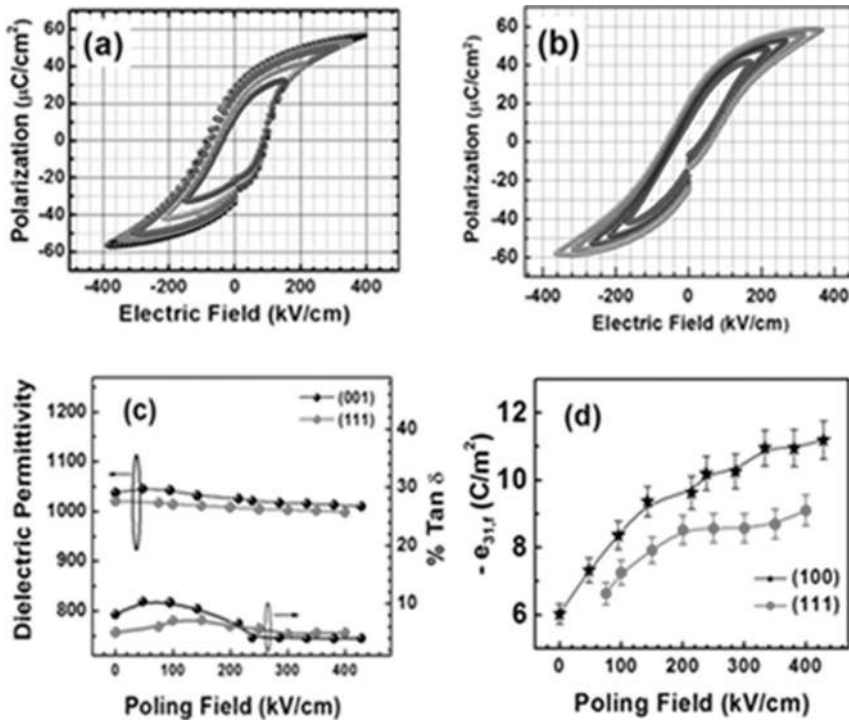 (a)
Polarization (μC/cm²)
60
40
20
0
-20
-40
-60
-400 -200 0 200 400
Electric Field (kV/cm)
(b)
Polarization (μC/cm²)
60
40
20
0
-20
-40
-60
-400 -200 0 200 400
Electric Field (kV/cm)
(c)
(001)
(111)
Dielectric Permittivity
1200
1100
1000
900
800
% Tan δ
40
30
20
10
0
0 100 200 300 400
Poling Field (kV/cm)
(d)
- e31,f (C/m²)
12
10
8
6
(100)
(111)
0 100 200 300 400
Poling Field (kV/cm)